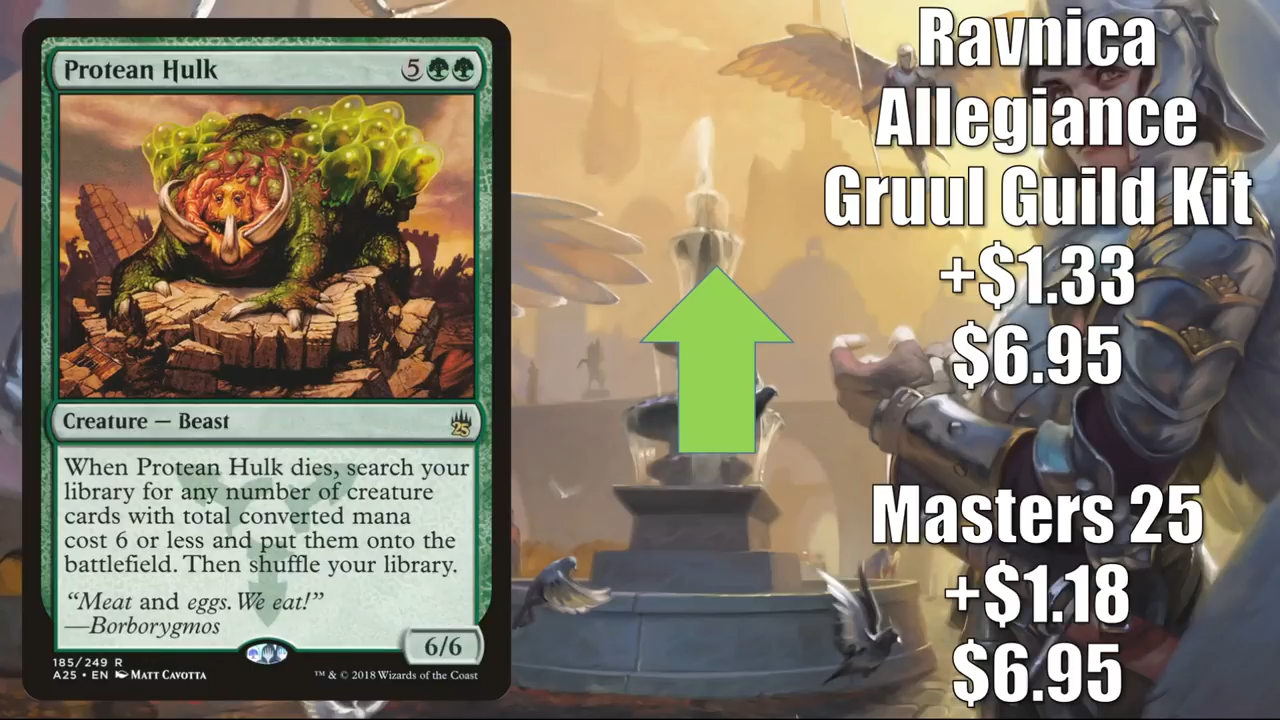 Protean Hulk 5
Creature — Beast
25
When Protean Hulk dies, search your
library for any number of creature
cards with total converted mana
cost 6 or less and put them onto the
battlefield. Then shuffle your library.
“Meat and eggs. We eat!”
—Borborygmos
6/6
185/249 R
A25 • EN Matt Cavotta
™ & © 2018 Wizards of the Coast
Ravnica
Allegiance
Gruul Guild Kit
+$1.33
$6.95
Masters 25
+$1.18
$6.95